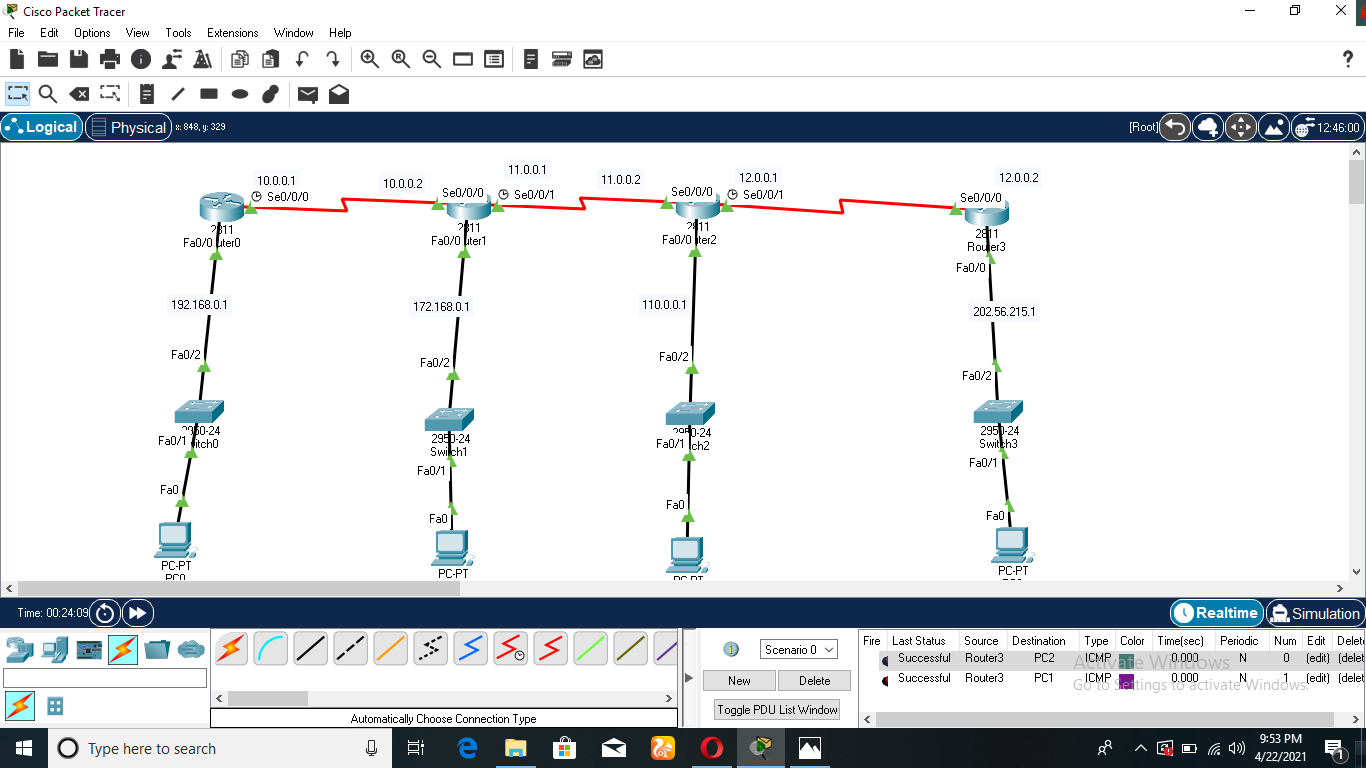 Cisco Packet Tracer
File Edit Options View Tools Extensions Window Help
Logical Physical x: 848, y: 329 [Root] 12:46:00
10.0.0.1 10.0.0.2 11.0.0.1 11.0.0.2 12.0.0.1 12.0.0.2
Se0/0/0 Se0/0/0 Se0/0/1 Se0/0/0 Se0/0/1 Se0/0/0
2811 2811 2811 2811
Fa0/0 uter0 Fa0/0 uter1 Fa0/0 uter2 Router3
Fa0/0
192.168.0.1 172.168.0.1 110.0.0.1 202.56.215.1
Fa0/2 Fa0/2 Fa0/2 Fa0/2
2950-24 2950-24 2950-24 2950-24
Fa0/1 witch0 Switch1 Fa0/1 tch2 Switch3
Fa0/1 Fa0/1
Fa0 Fa0 Fa0 Fa0
PC-PT PC-PT PC-PT PC-PT
PC0
Time: 00:24:09 Realtime Simulation
Scenario 0
New Delete
Toggle PDU List Window
Automatically Choose Connection Type
Fire Last Status Source Destination Type Color Time(sec) Periodic Num Edit Delet
Successful Router3 PC2 ICMP 0.000 N 0 (edit) (delet
Successful Router3 PC1 ICMP 0.000 N 1 (edit) (delet
Activate Windows
Go to Settings to activate Windows.
Type here to search
9:53 PM
4/22/2021
1